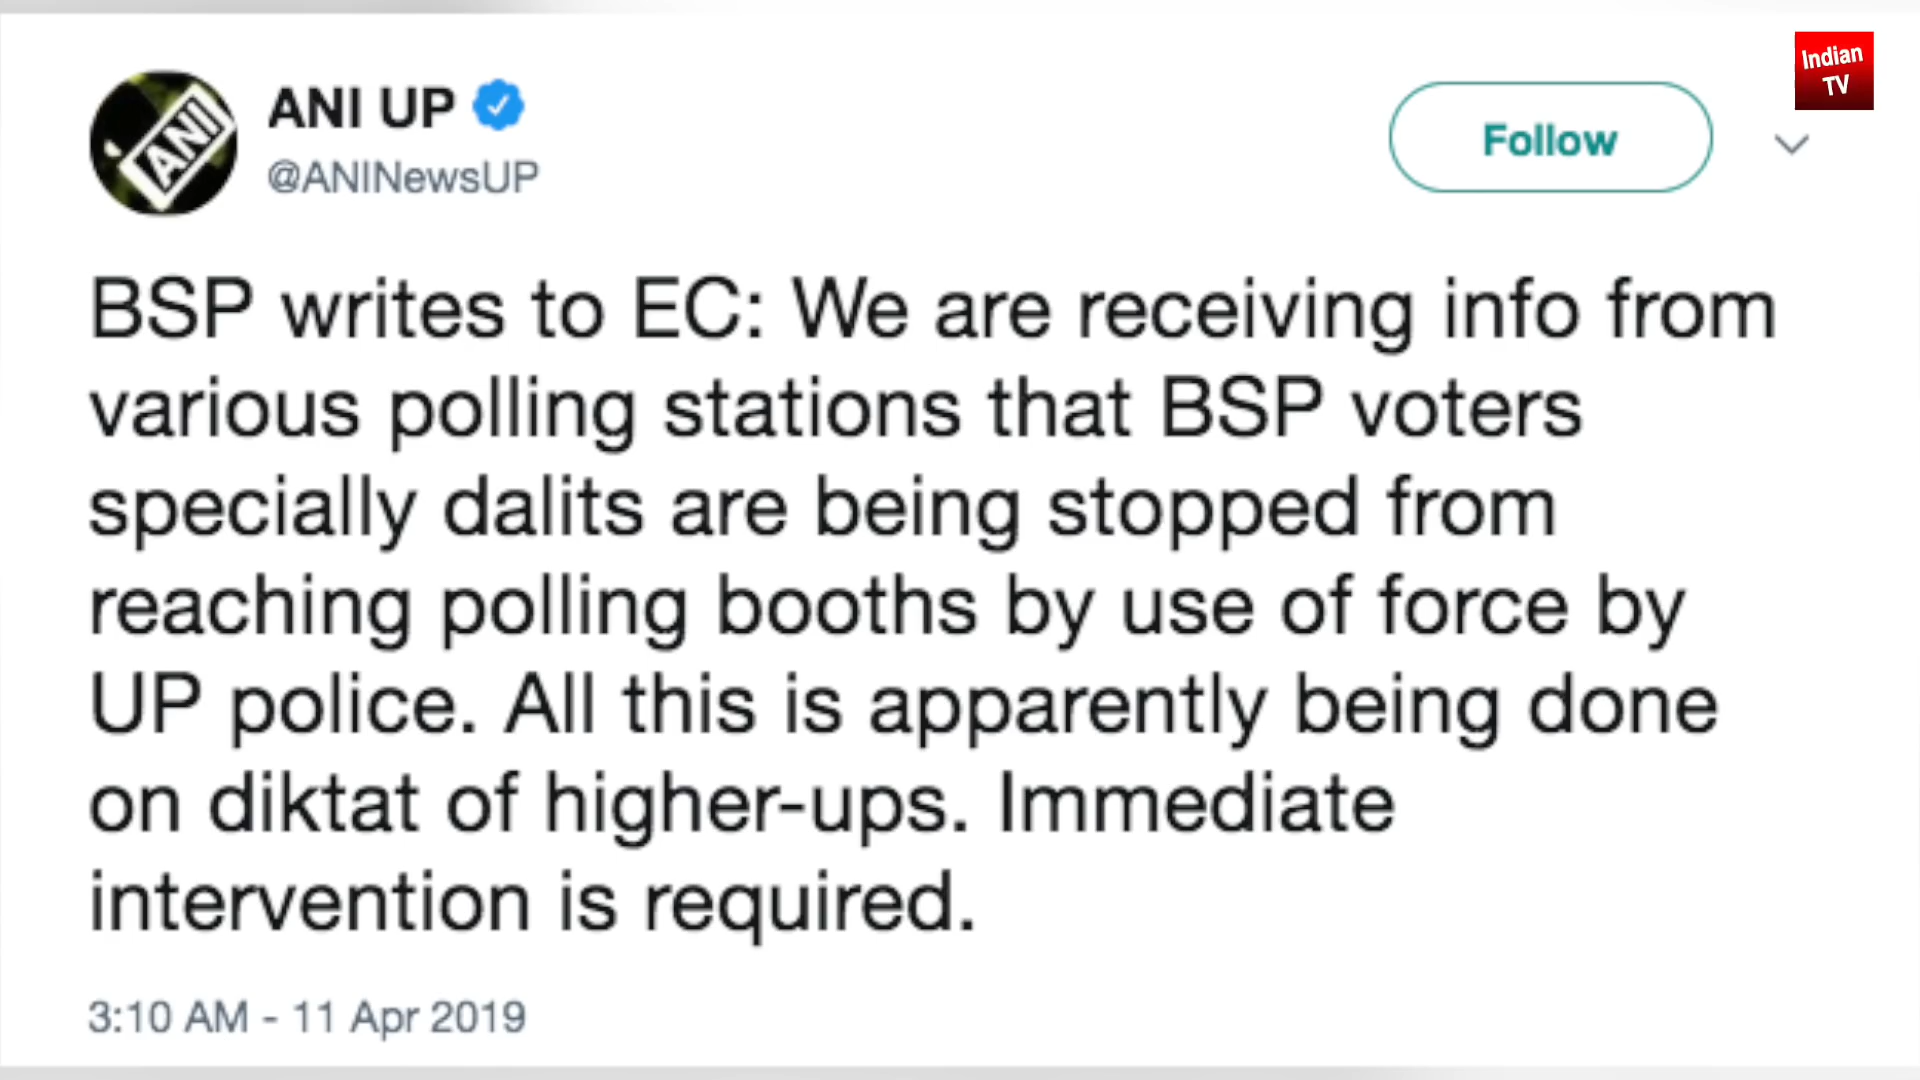 Indian
TV
ANI
ANI UP
@ANINewsUP
Follow
BSP writes to EC: We are receiving info from
various polling stations that BSP voters
specially dalits are being stopped from
reaching polling booths by use of force by
UP police. All this is apparently being done
on diktat of higher-ups. Immediate
intervention is required.
3:10 AM - 11 Apr 2019